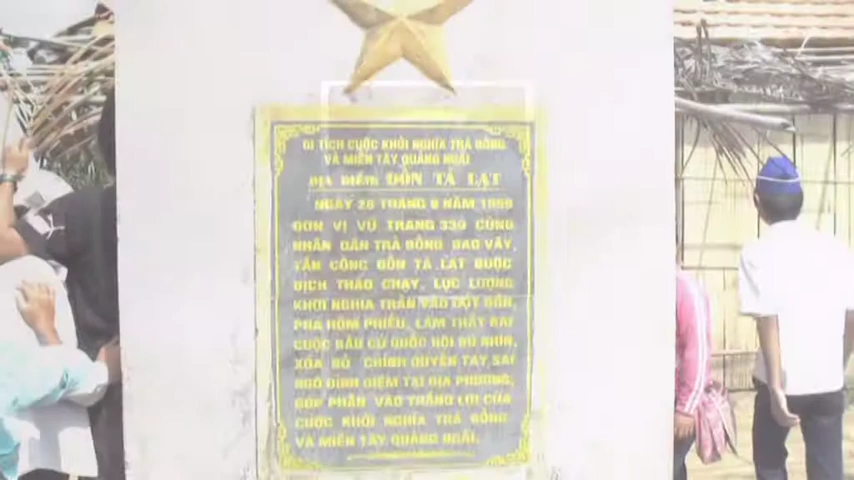 DI TÍCH CUỘC KHỞI NGHĨA TRÀ BỒNG
VÀ MIỀN TÂY QUẢNG NGÃI
ĐỊA ĐIỂM: ĐỒN TÀ LẠT
NGÀY 28 THÁNG 8 NĂM 1959
ĐƠN VỊ VŨ TRANG 339 CÙNG
NHÂN DÂN TRÀ BỒNG BAO VÂY,
TẤN CÔNG ĐỒN TÀ LẠT BUỘC
ĐỊCH THÁO CHẠY, LỰC LƯỢNG
KHỞI NGHĨA TRÀN VÀO ĐỐT ĐỒN,
PHÁ HÒM PHIẾU, LÀM THẤT BẠI
CUỘC BẦU CỬ QUỐC HỘI BÙ NHÌN,
XÓA BỎ CHÍNH QUYỀN TAY SAI
NGÔ ĐÌNH DIỆM TẠI ĐỊA PHƯƠNG,
GÓP PHẦN VÀO THẮNG LỢI CỦA
CUỘC KHỞI NGHĨA TRÀ BỒNG
VÀ MIỀN TÂY QUẢNG NGÃI.